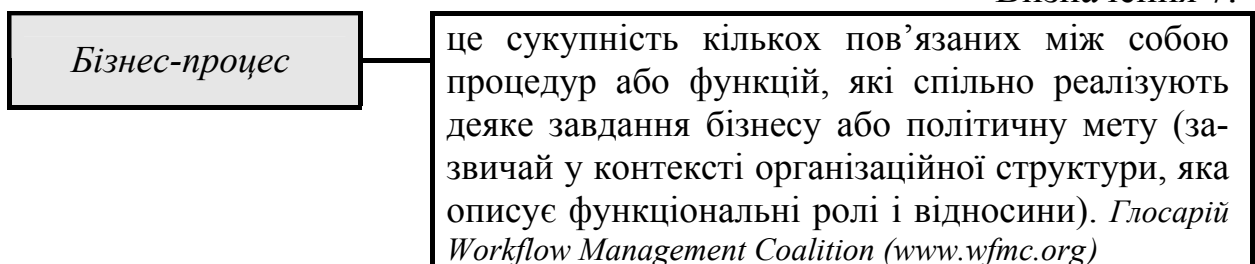 Визначення 7.
Бізнес-процес
це сукупність кількох пов’язаних між собою
процедур або функцій, які спільно реалізують
деяке завдання бізнесу або політичну мету (за-
звичай у контексті організаційної структури, яка
описує функціональні ролі і відносини). Глосарій
Workflow Management Coalition (www.wfmc.org)